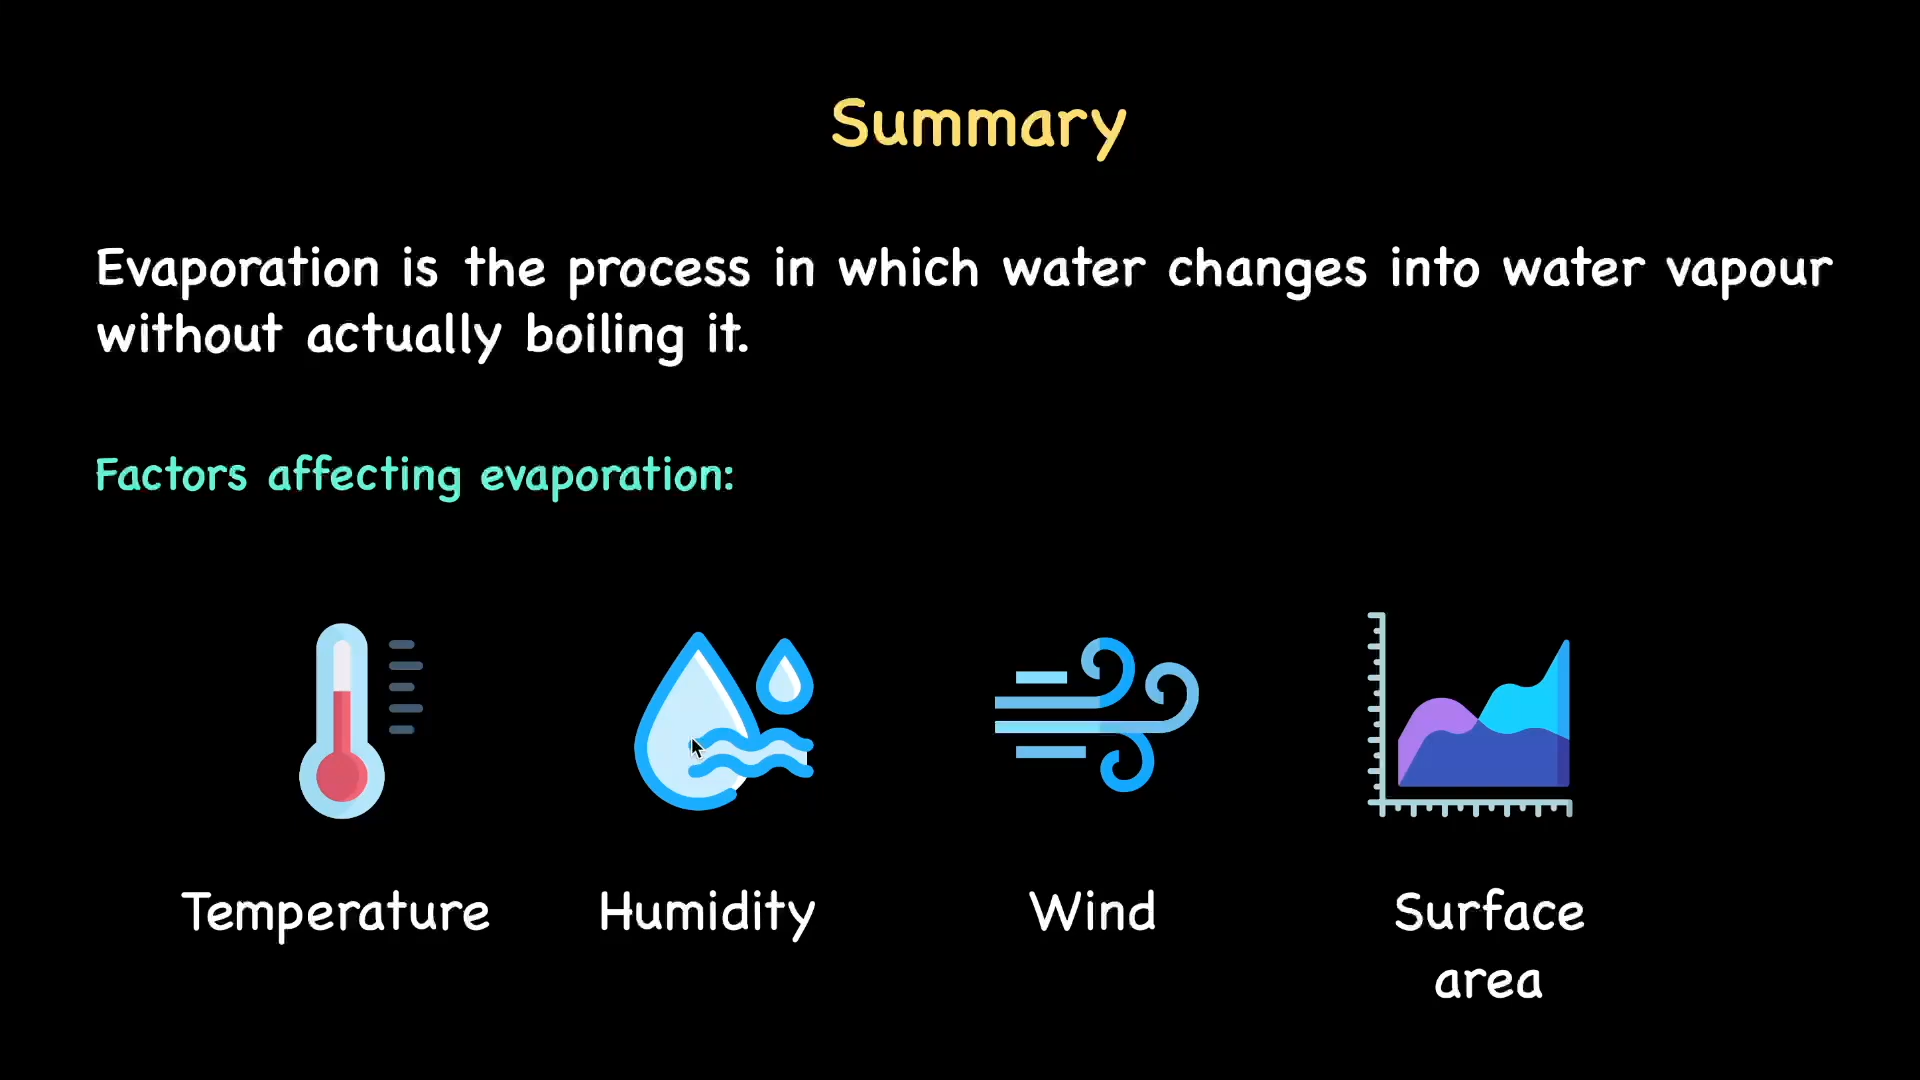 Summary
Evaporation is the process in which water changes into water vapour
without actually boiling it.
Factors affecting evaporation:
Temperature
Humidity
Wind
Surface
area